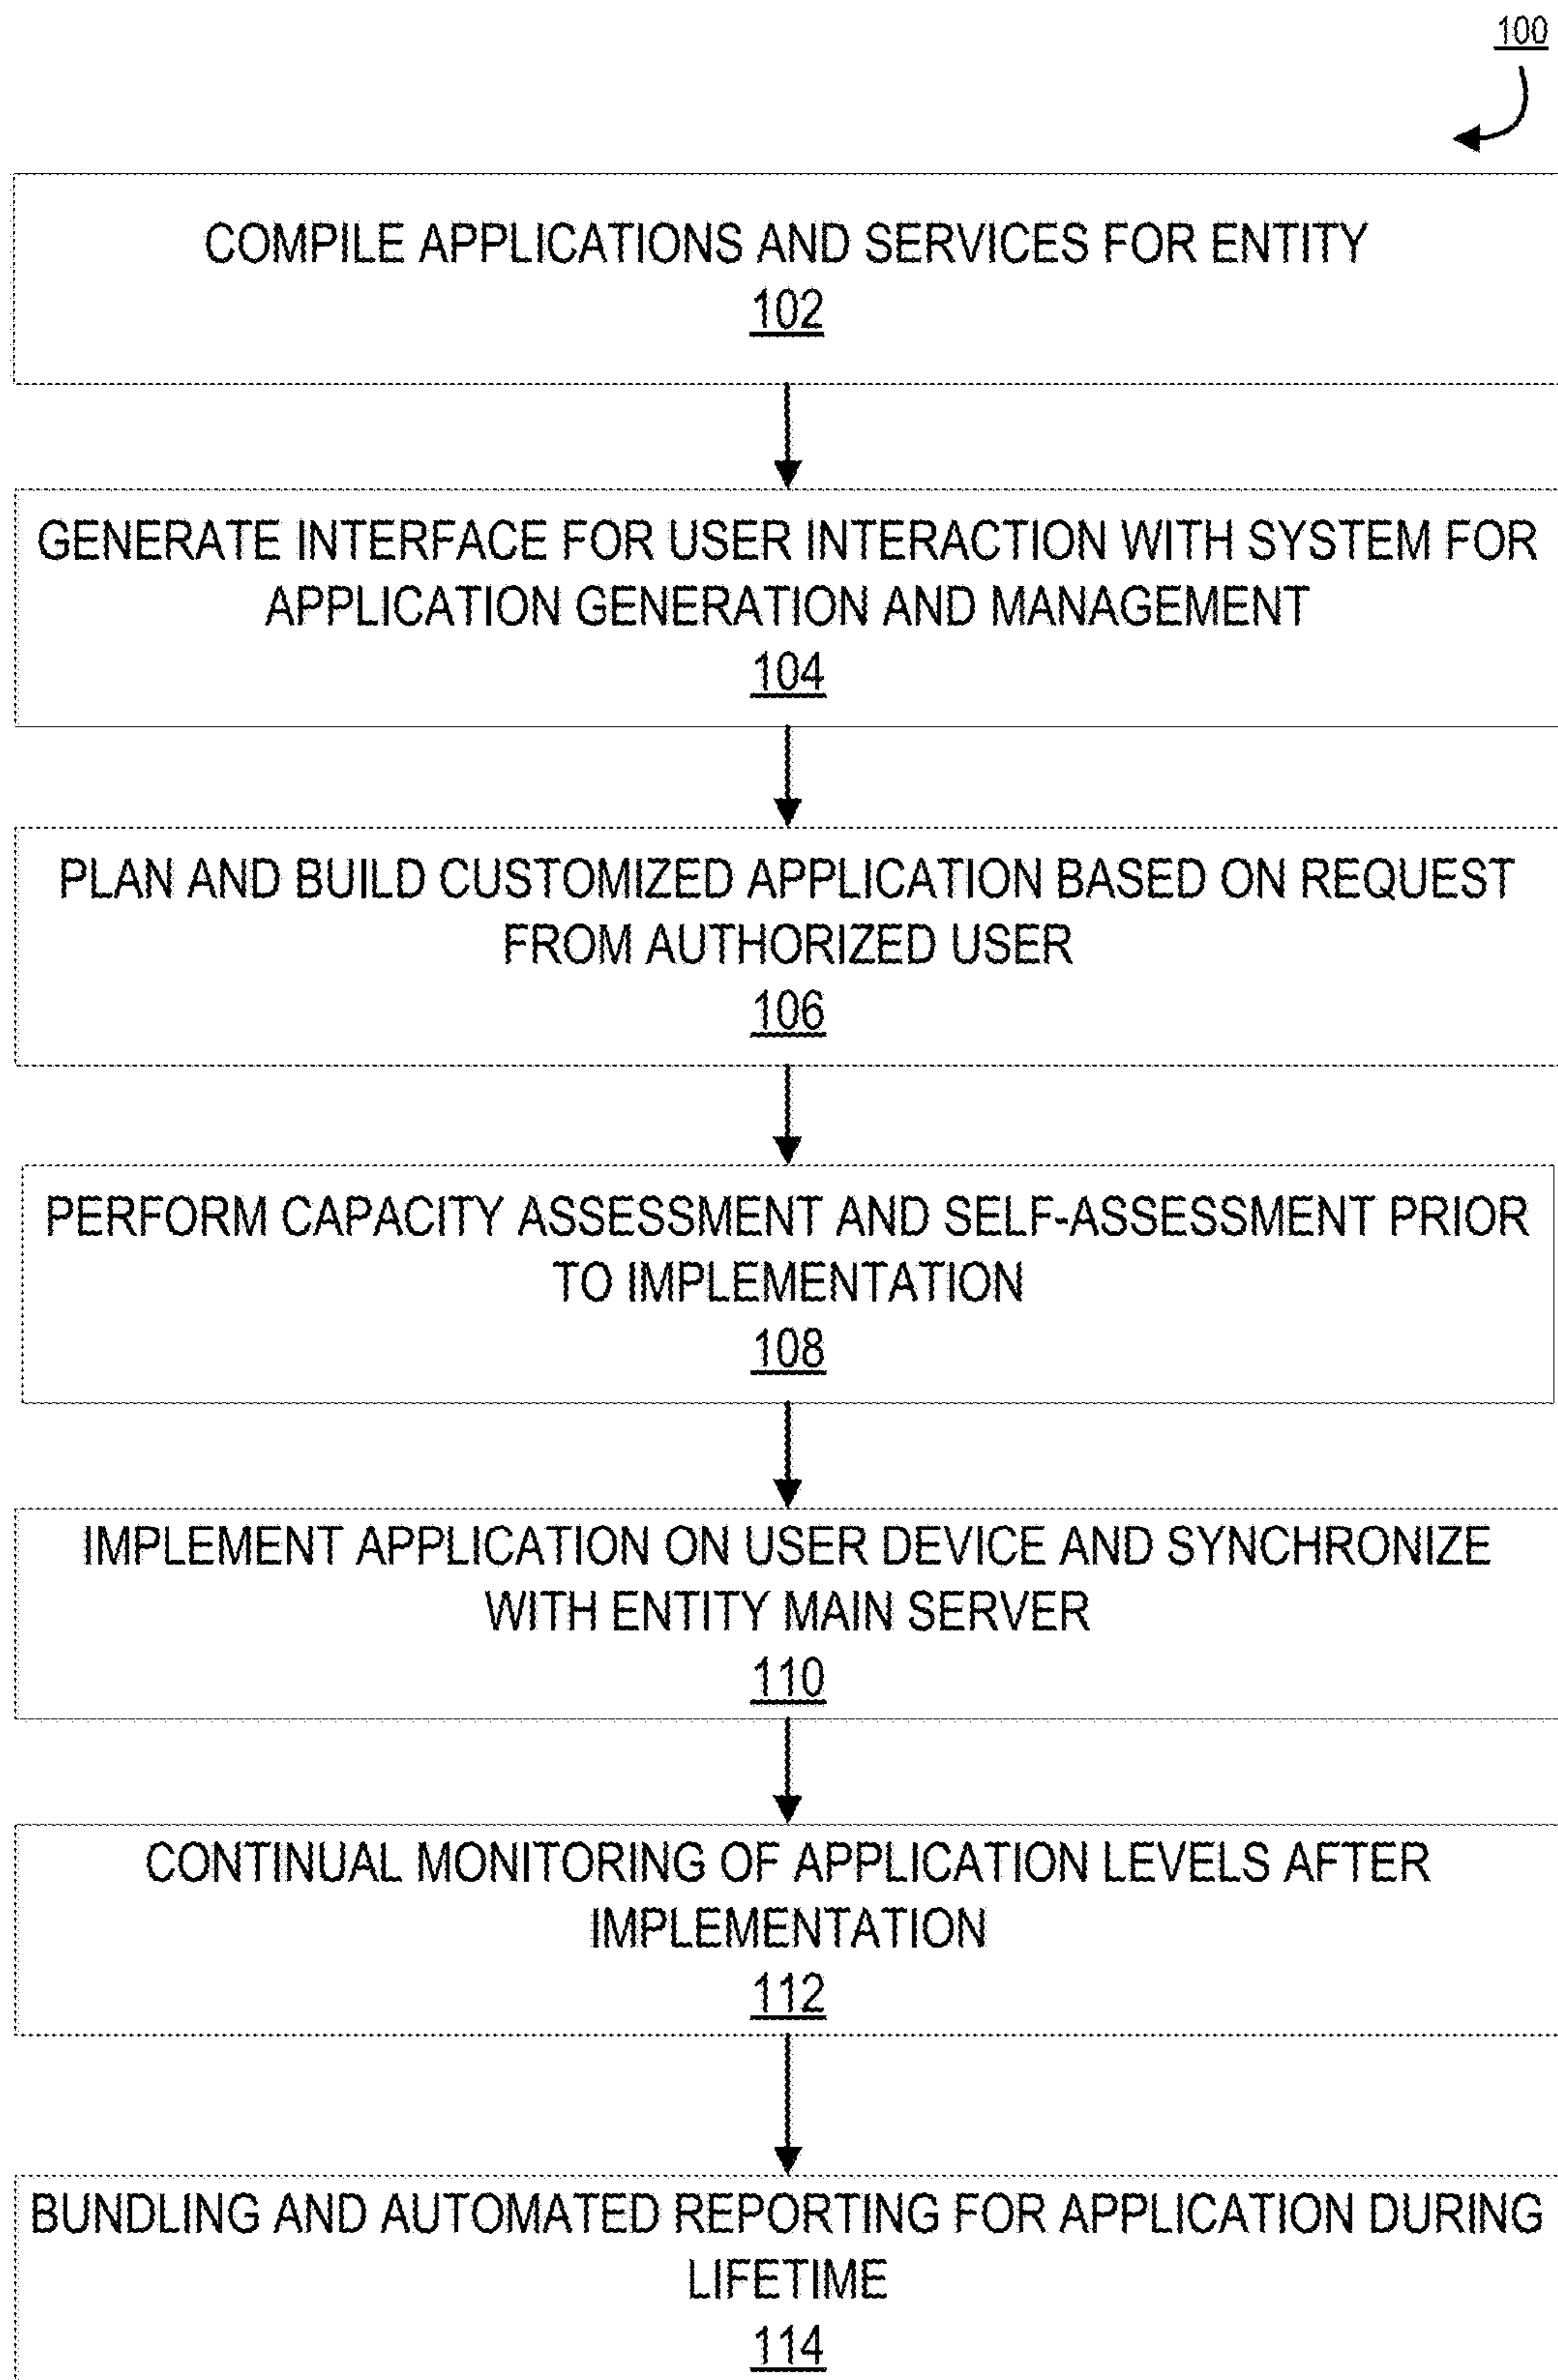 100
COMPILE APPLICATIONS AND SERVICES FOR ENTITY
102
GENERATE INTERFACE FOR USER INTERACTION WITH SYSTEM FOR
APPLICATION GENERATION AND MANAGEMENT
104
PLAN AND BUILD CUSTOMIZED APPLICATION BASED ON REQUEST
FROM AUTHORIZED USER
106
PERFORM CAPACITY ASSESSMENT AND SELF-ASSESSMENT PRIOR
TO IMPLEMENTATION
108
IMPLEMENT APPLICATION ON USER DEVICE AND SYNCHRONIZE
WITH ENTITY MAIN SERVER
110
CONTINUAL MONITORING OF APPLICATION LEVELS AFTER
IMPLEMENTATION
112
BUNDLING AND AUTOMATED REPORTING FOR APPLICATION DURING
LIFETIME
114